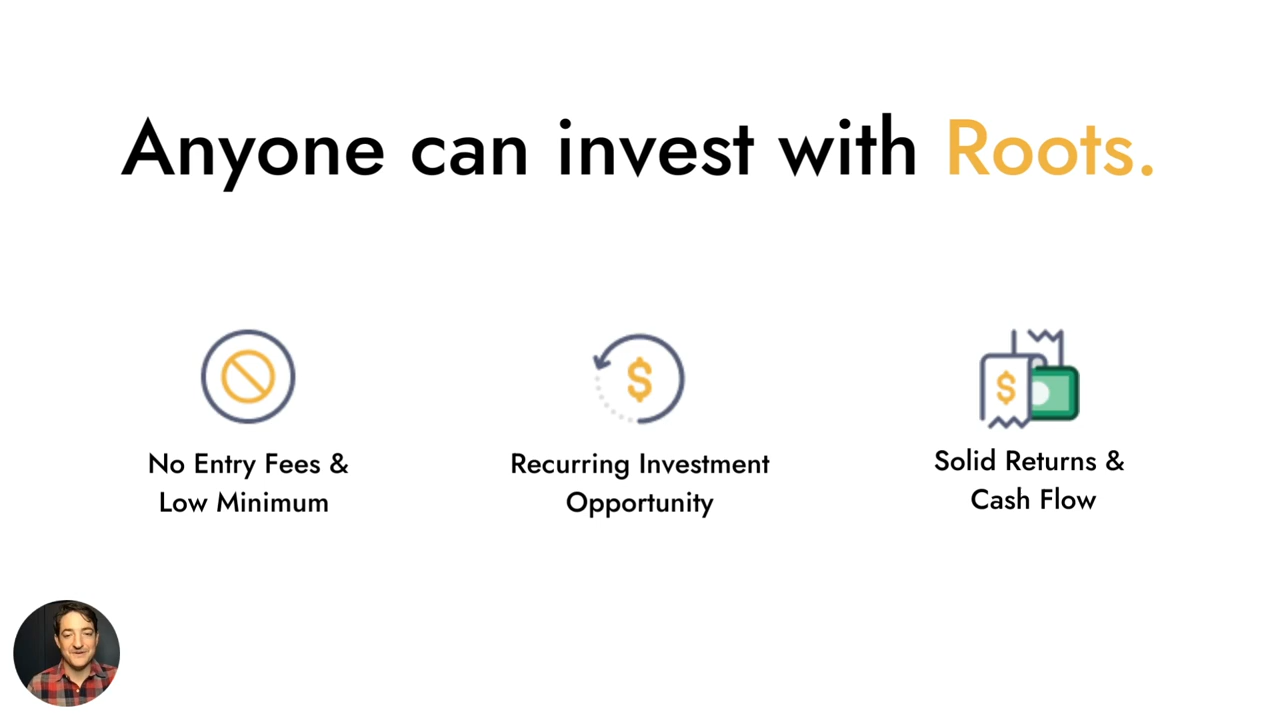 Anyone can invest with Roots.
No Entry Fees &
Low Minimum
Recurring Investment
Opportunity
Solid Returns &
Cash Flow